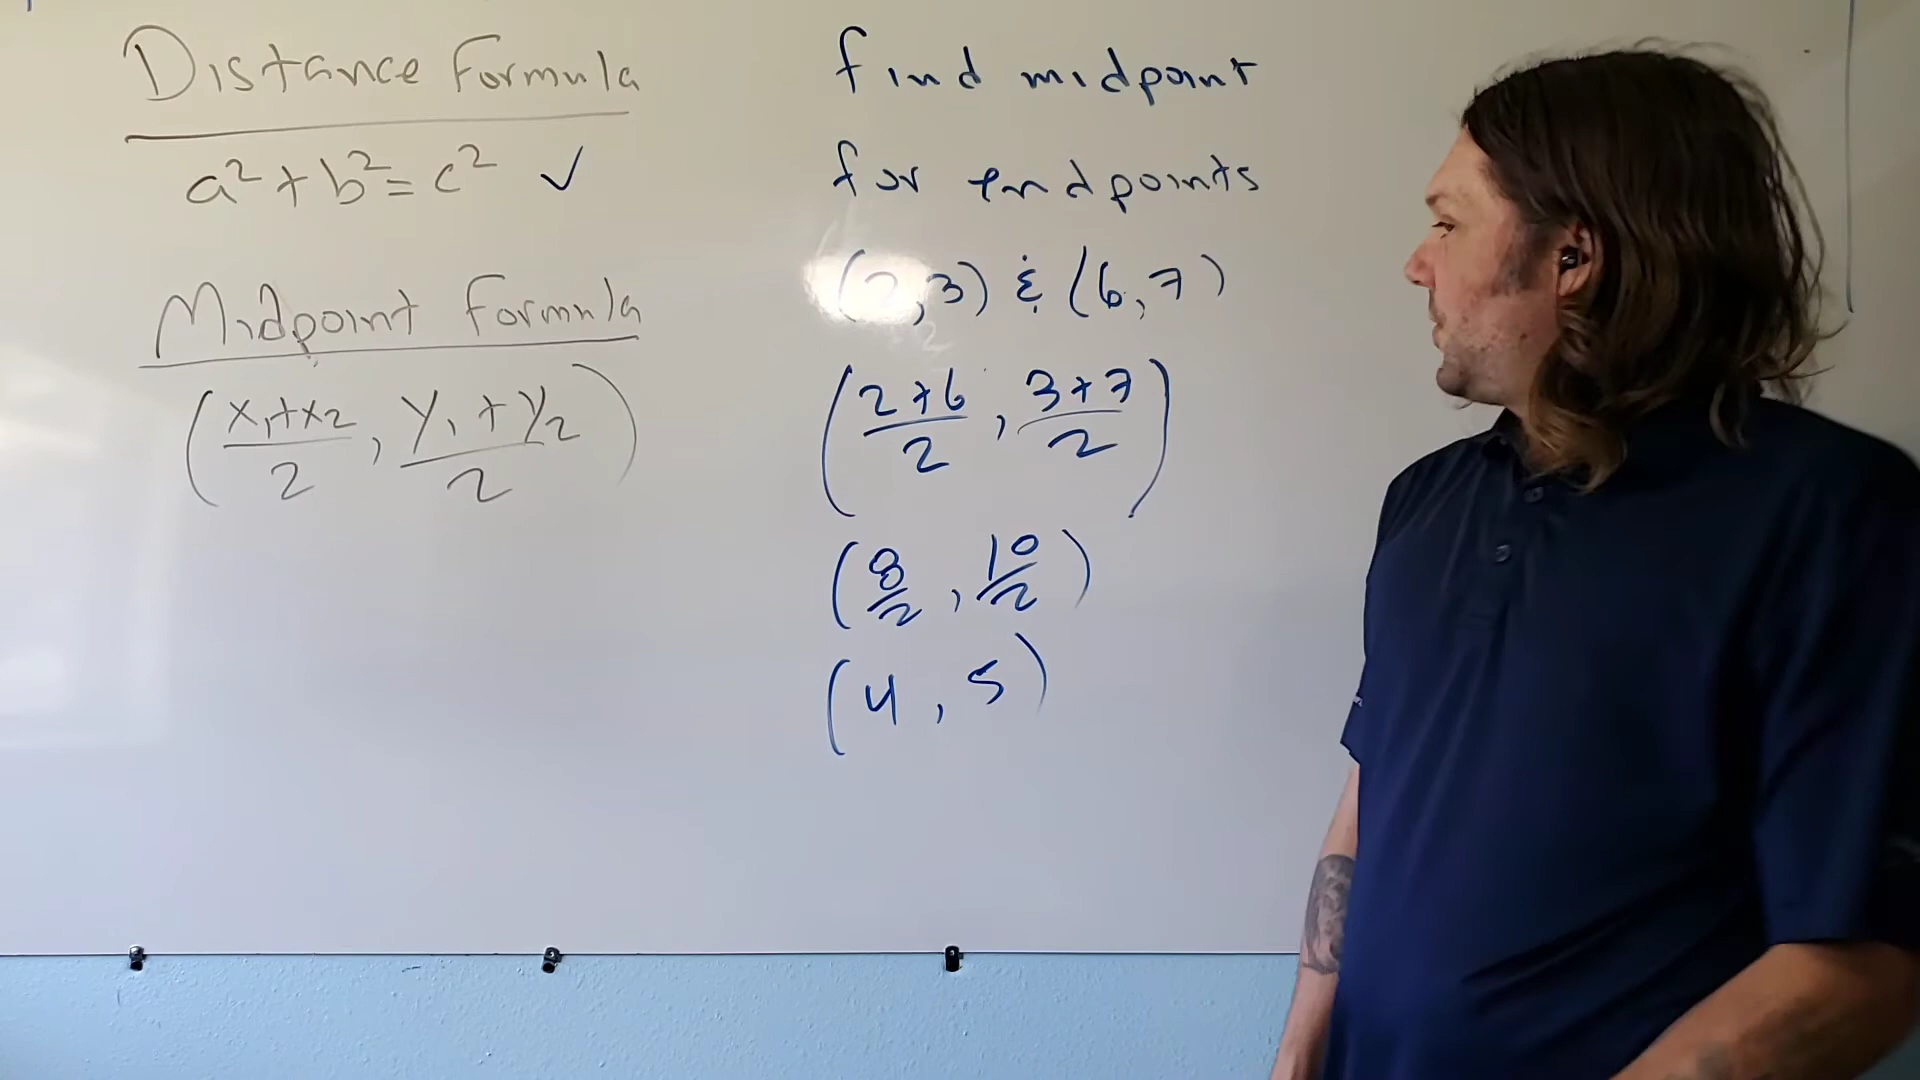 Distance Formula
a² + b² = c² ✓
Midpoint Formula
(x₁+x₂/2, y₁+y₂/2)
find midpoint
for endpoints
(2,3) & (6,7)
(2+6/2, 3+7/2)
(8/2, 10/2)
(4, 5)